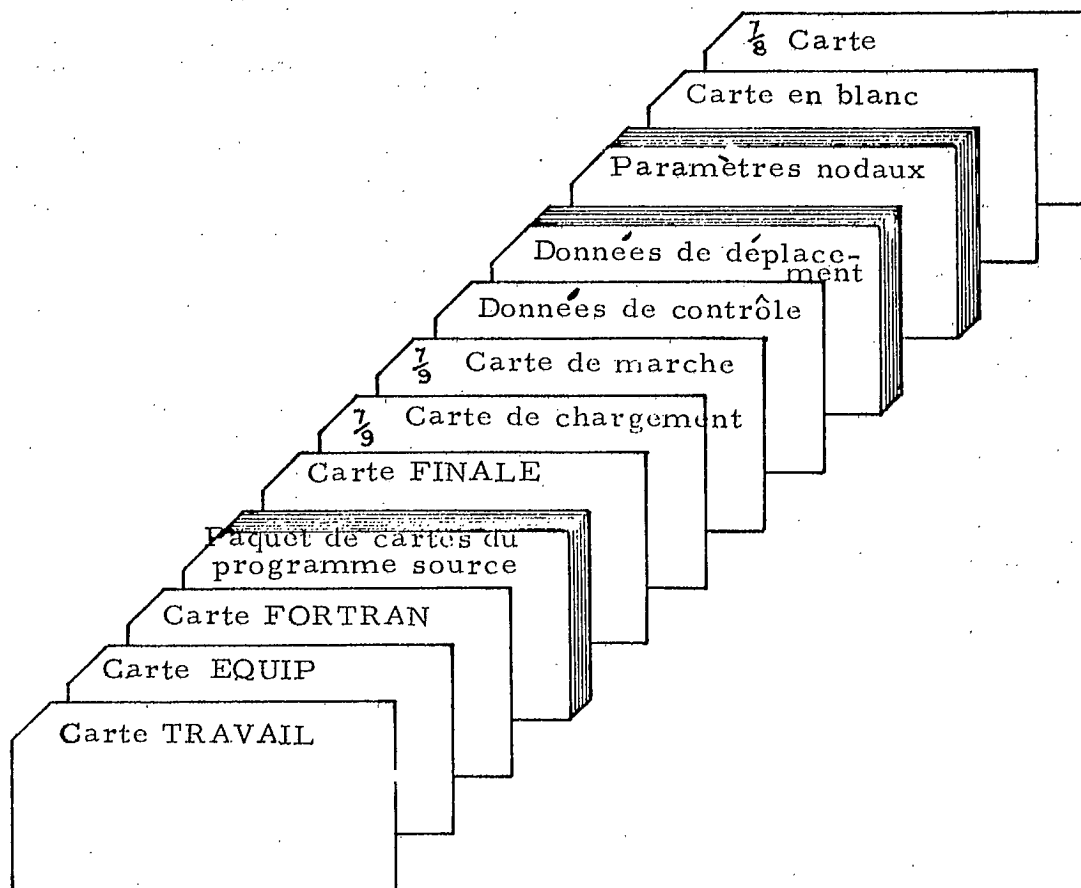 7/8 Carte
Carte en blanc
Paramètres nodaux
Données de déplace-
ment
Données de contrôle
7/9 Carte de marche
7/9 Carte de chargement
Carte FINALE
Paquet de cartes du
programme source
Carte FORTRAN
Carte EQUIP
Carte TRAVAIL